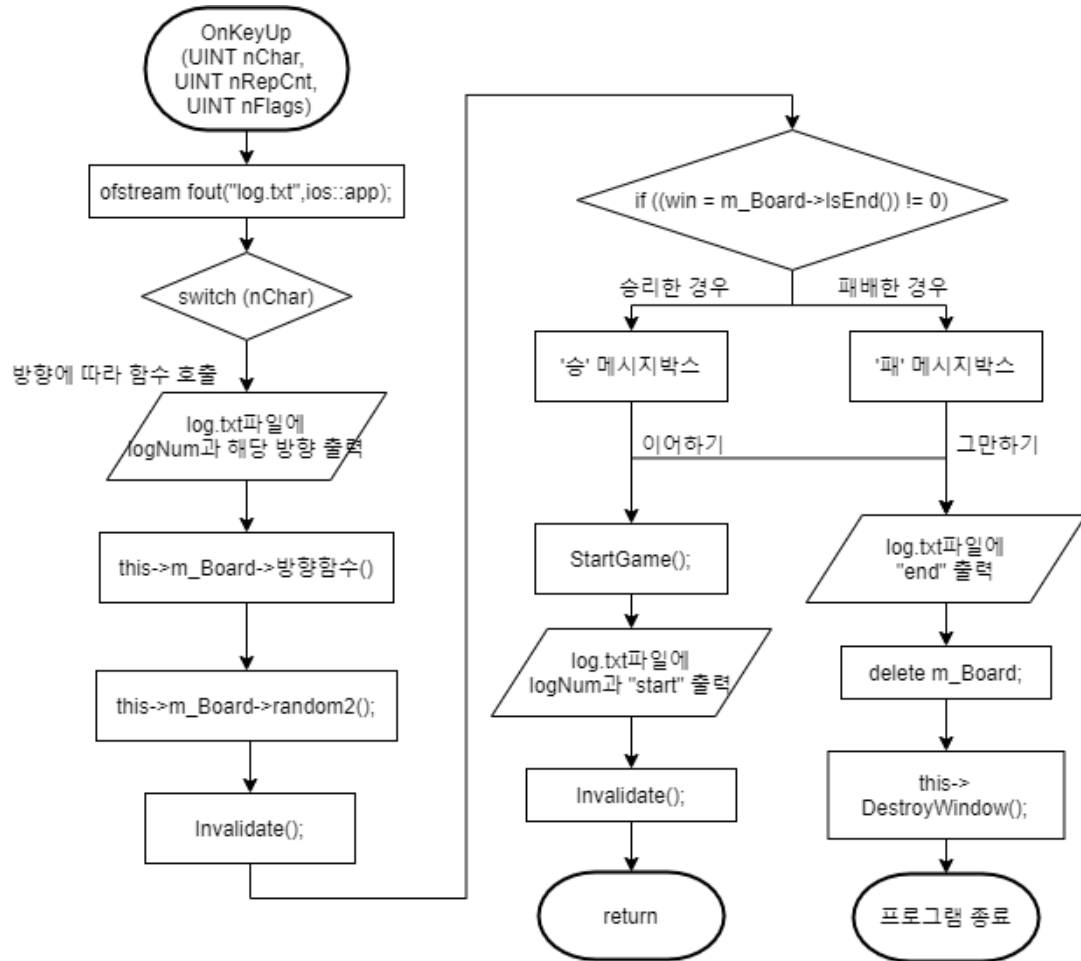 OnKeyUp
(UINT nChar,
UINT nRepCnt,
UINT nFlags)
ofstream fout("log.txt",ios::app);
switch (nChar)
방향에 따라 함수 호출
log.txt파일에
logNum과 해당 방향 출력
this->m_Board->방향함수()
this->m_Board->random2();
Invalidate();
if ((win = m_Board->IsEnd()) != 0)
승리한 경우
패배한 경우
'승' 메시지박스
'패' 메시지박스
이어하기
그만하기
StartGame();
log.txt파일에
logNum과 "start" 출력
Invalidate();
return
log.txt파일에
"end" 출력
delete m_Board;
this->
DestroyWindow();
프로그램 종료